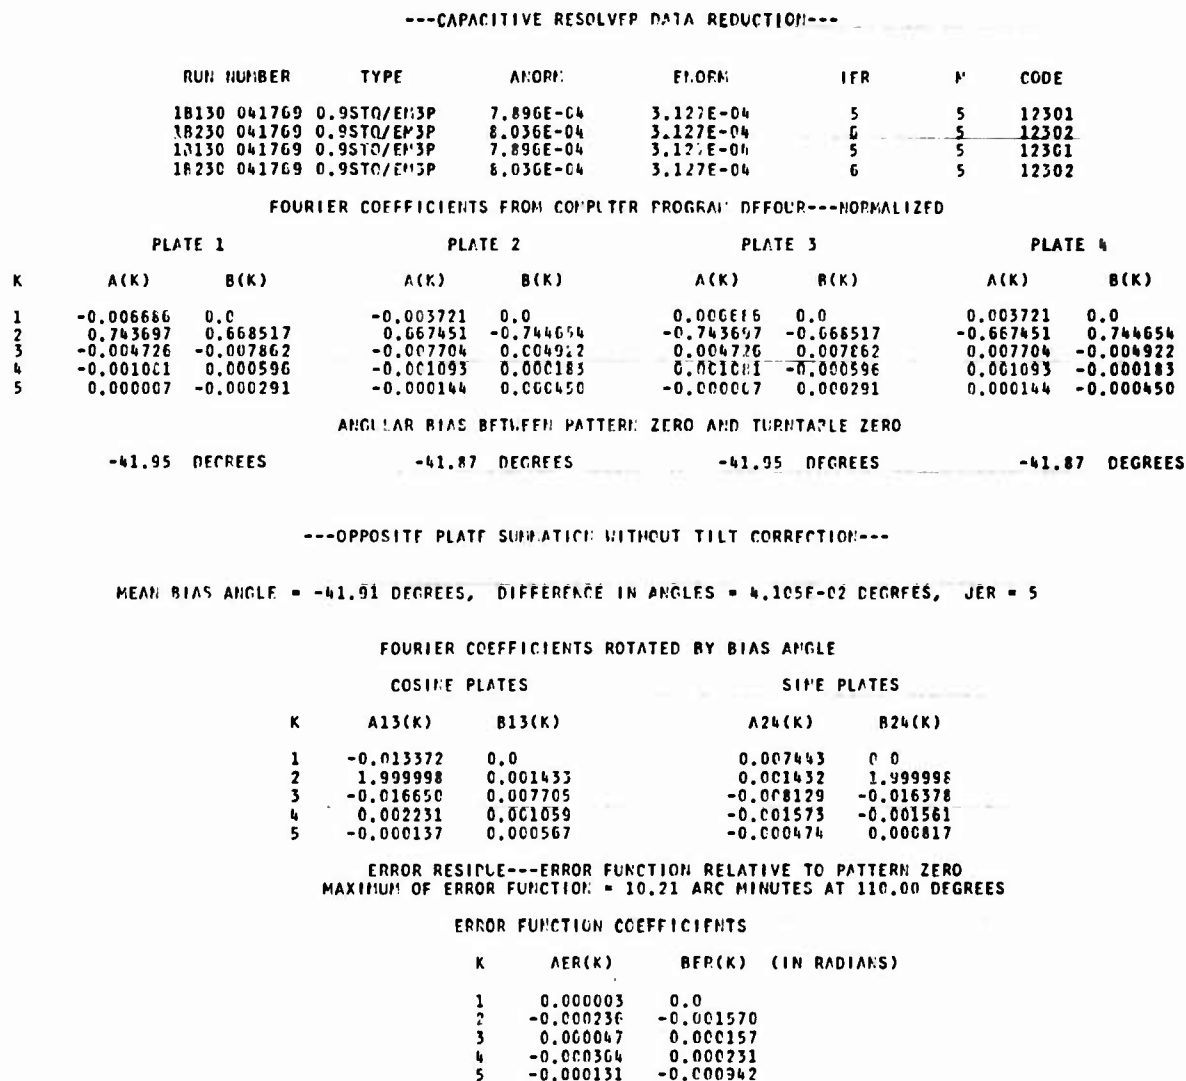 ---CAPACITIVE RESOLVER DATA REDUCTION---
RUN NUMBER TYPE ANORM ENORM IFR M CODE
1B130 041769 0.9STO/EM3P 7.896E-04 3.127E-04 5 5 12301
1B230 041769 0.9STO/EM3P 8.036E-04 3.127E-04 6 5 12302
1B130 041769 0.9STO/EM3P 7.896E-04 3.127E-04 5 5 12301
1B230 041769 0.9STO/EM3P 8.036E-04 3.127E-04 6 5 12302
FOURIER COEFFICIENTS FROM COMPUTER PROGRAM DFFOUR---NORMALIZED
PLATE 1 PLATE 2 PLATE 3 PLATE 4
K A(K) B(K) A(K) B(K) A(K) B(K) A(K) B(K)
1 -0.006686 0.0 -0.003721 0.0 0.006686 0.0 0.003721 0.0
2 0.743697 0.668517 0.667451 -0.744654 -0.743697 -0.668517 -0.667451 0.744654
3 -0.004726 -0.007862 -0.007704 0.004922 0.004726 0.007862 0.007704 -0.004922
4 -0.001081 0.000596 -0.001093 0.000183 0.001081 -0.000596 0.001093 -0.000183
5 0.000007 -0.000291 -0.000144 0.000450 -0.000007 0.000291 0.000144 -0.000450
ANGULAR BIAS BETWEEN PATTERN ZERO AND TURNTABLE ZERO
-41.95 DEGREES -41.87 DEGREES -41.95 DEGREES -41.87 DEGREES
---OPPOSITE PLATE SUMMATION WITHOUT TILT CORRECTION---
MEAN BIAS ANGLE = -41.91 DEGREES, DIFFERENCE IN ANGLES = 4.105E-02 DEGREES, JER = 5
FOURIER COEFFICIENTS ROTATED BY BIAS ANGLE
COSINE PLATES SINE PLATES
K A13(K) B13(K) A24(K) B24(K)
1 -0.013372 0.0 0.007443 0 0
2 1.999998 0.001433 0.001432 1.999998
3 -0.016650 0.007705 -0.008129 -0.016378
4 0.002231 0.001059 -0.001573 -0.001561
5 -0.000137 0.000567 -0.000474 0.000817
ERROR RESIDUE---ERROR FUNCTION RELATIVE TO PATTERN ZERO
MAXIMUM OF ERROR FUNCTION = 10.21 ARC MINUTES AT 110.00 DEGREES
ERROR FUNCTION COEFFICIENTS
K AER(K) BER(K) (IN RADIANS)
1 0.000003 0.0
2 -0.000236 -0.001570
3 0.000047 0.000157
4 -0.000364 0.000231
5 -0.000131 -0.000942